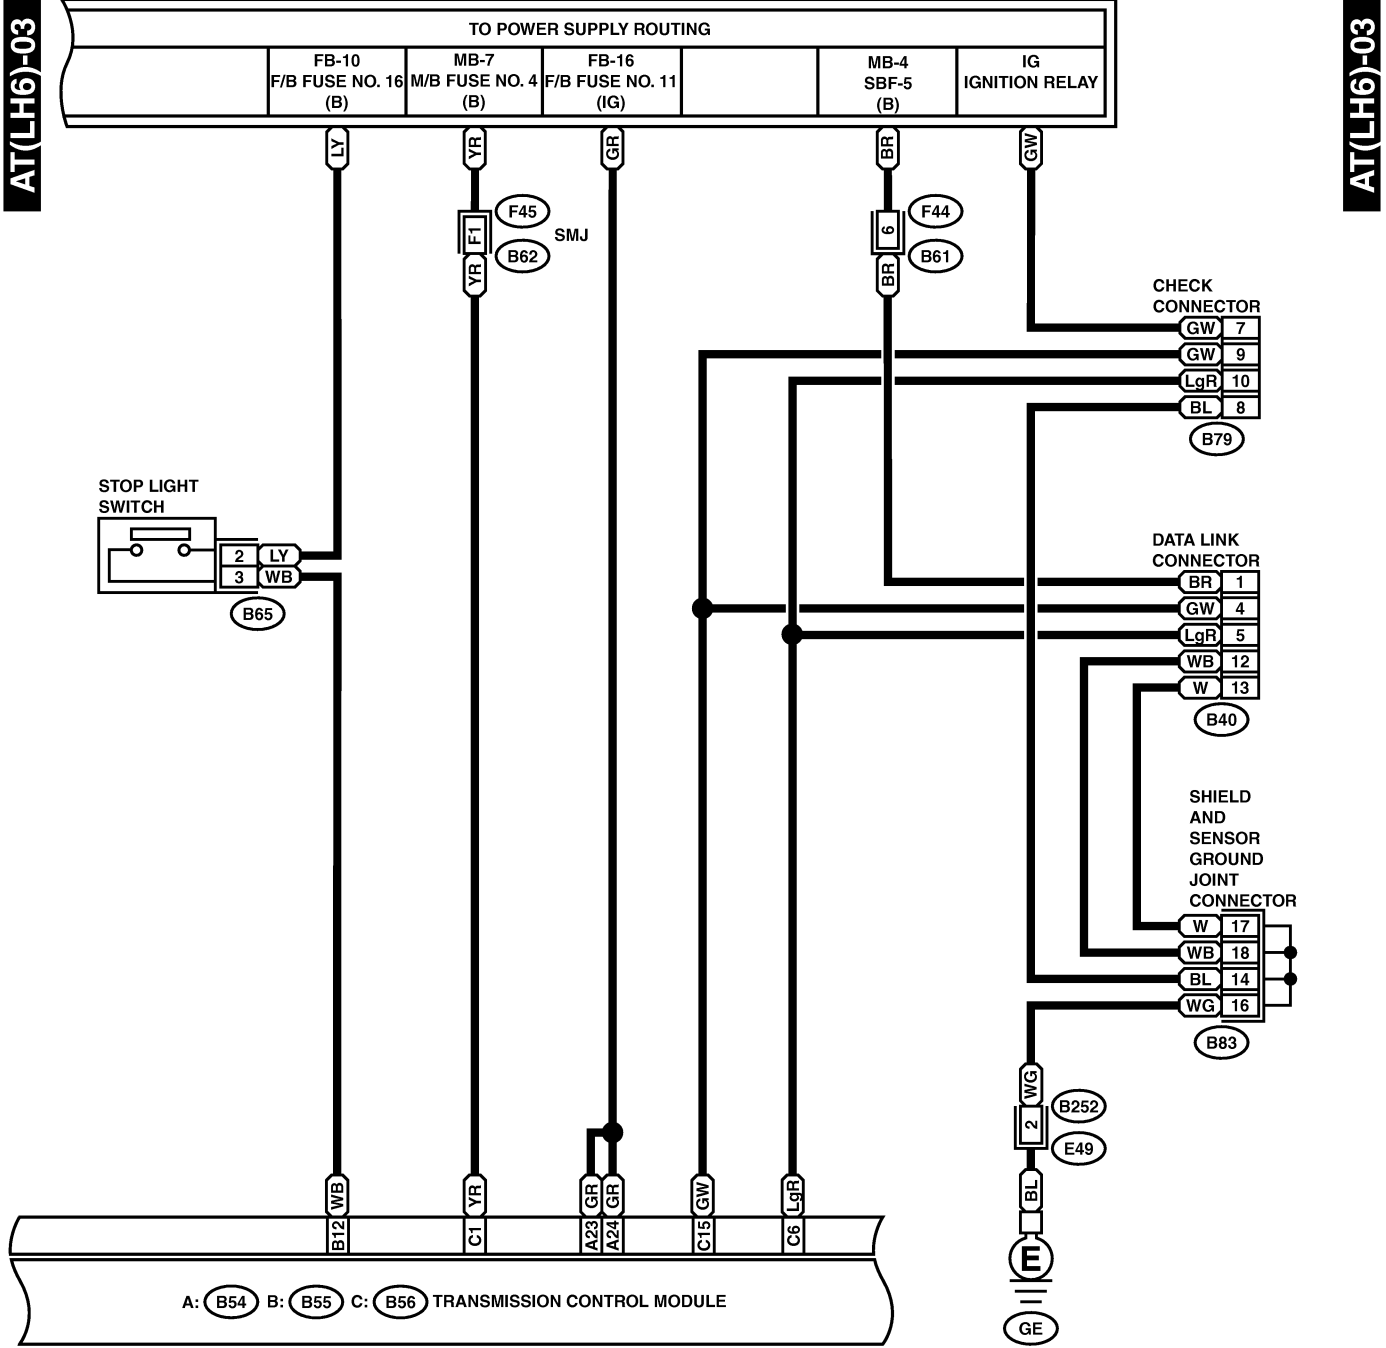 AT(LH6)-03
AT(LH6)-03
TO POWER SUPPLY ROUTING
FB-10
F/B FUSE NO. 16
(B)
MB-7
M/B FUSE NO. 4
(B)
FB-16
F/B FUSE NO. 11
(IG)
MB-4
SBF-5
(B)
IG
IGNITION RELAY
LY
YR
GR
BR
GW
F45
F1
SMJ
B62
YR
F44
6
B61
BR
CHECK
CONNECTOR
GW 7
GW 9
LgR 10
BL 8
B79
STOP LIGHT
SWITCH
2 LY
3 WB
B65
DATA LINK
CONNECTOR
BR 1
GW 4
LgR 5
WB 12
W 13
B40
SHIELD
AND
SENSOR
GROUND
JOINT
CONNECTOR
W 17
WB 18
BL 14
WG 16
B83
WG
B252
2
E49
BL
E
GE
WB
YR
GR
GR
GW
LgR
B12
C1
A23
A24
C15
C6
A: B54 B: B55 C: B56 TRANSMISSION CONTROL MODULE